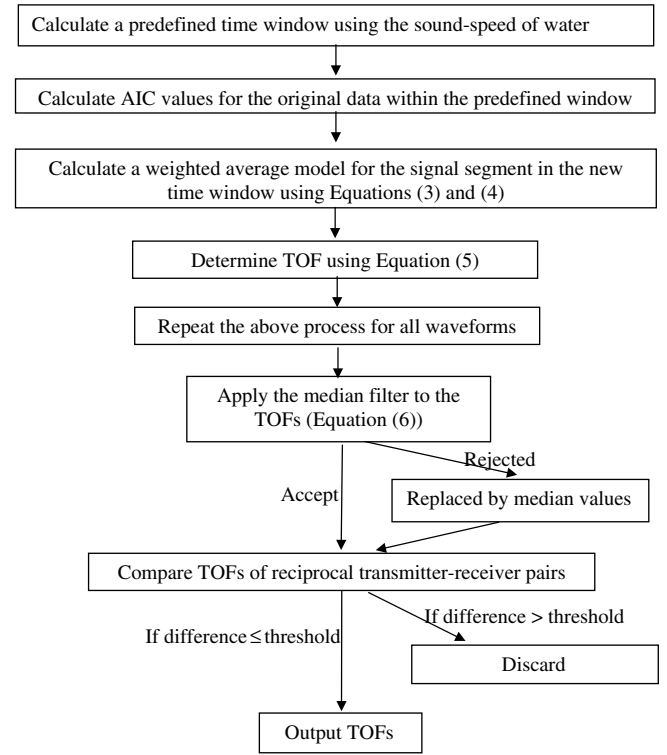 Calculate a predefined time window using the sound-speed of water
Calculate AIC values for the original data within the predefined window
Calculate a weighted average model for the signal segment in the new
time window using Equations (3) and (4)
Determine TOF using Equation (5)
Repeat the above process for all waveforms
Apply the median filter to the
TOFs (Equation (6))
Rejected
Accept
Replaced by median values
Compare TOFs of reciprocal transmitter-receiver pairs
If difference > threshold
If difference ≤ threshold
Discard
Output TOFs